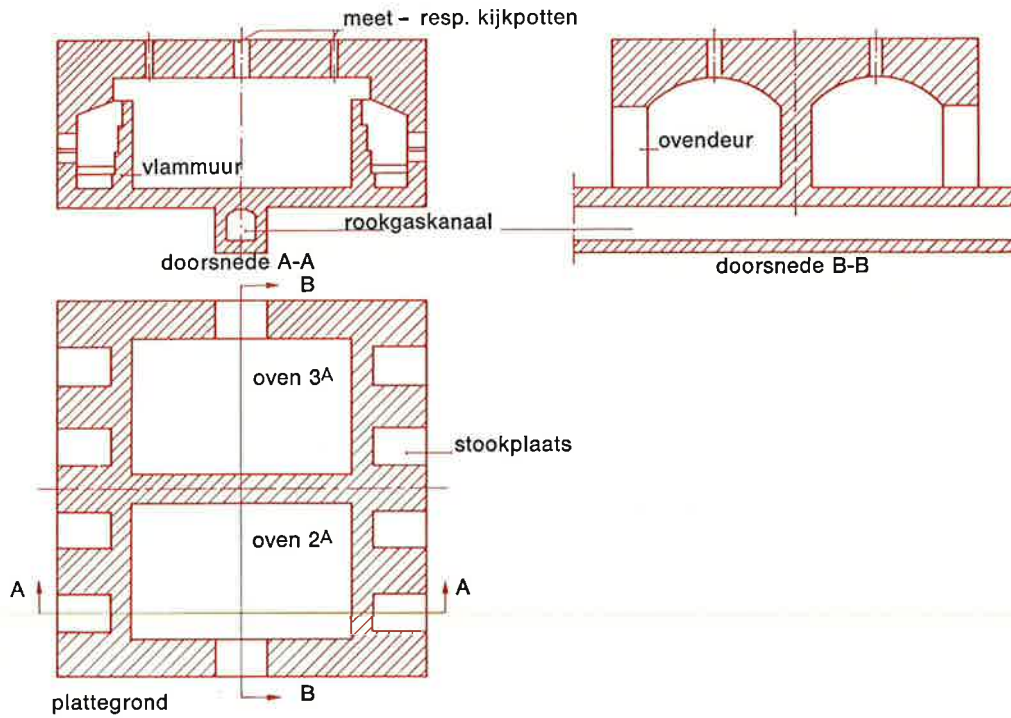 meet - resp. kijkpotten
ovendeur
vlammuur
rookgaskanaal
doorsnede A-A
doorsnede B-B
B
oven 3A
stookplaats
oven 2A
A
A
B
plattegrond